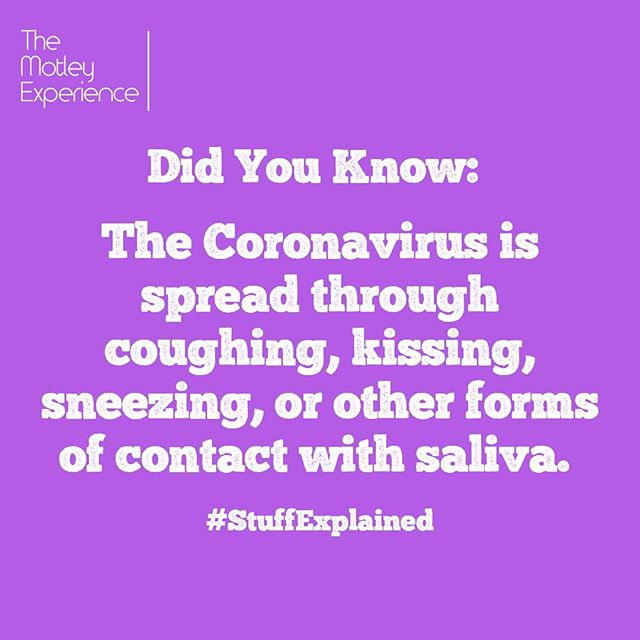 The
Motley
Experience
Did You Know:
The Coronavirus is
spread through
coughing, kissing,
sneezing, or other forms
of contact with saliva.
#StuffExplained